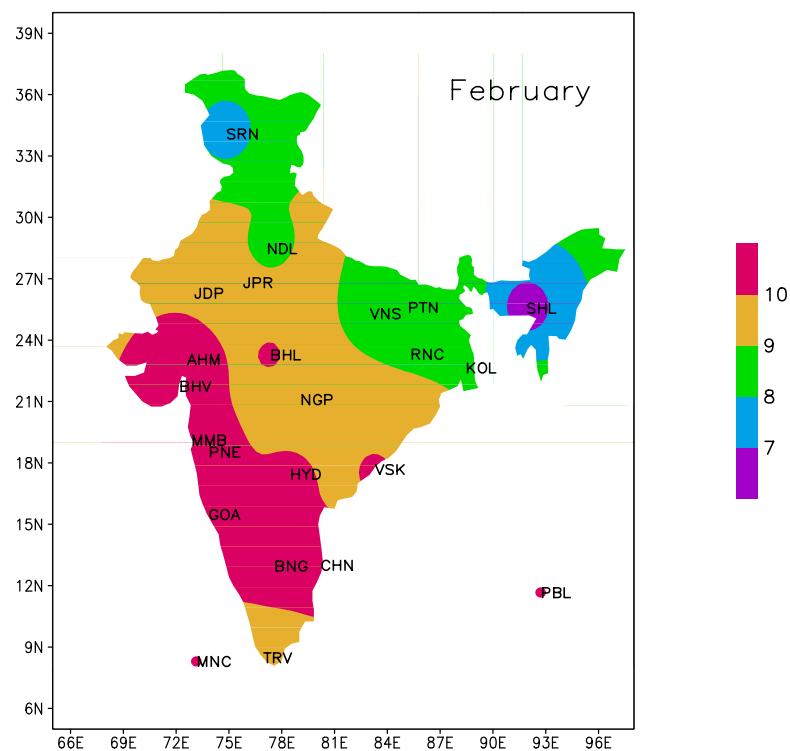 39N
36N
February
SRN
33N
30N
NDL
27N
JPR
JDP
PTN
VNS
SHL
24N
AHM
BHL
RNC
KOL
BHV
21N
NGP
MMB
PNE
18N
HYD
VSK
15N
GOA
BNG
CHN
12N
PBL
9N
MNC
TRV
6N
66E 69E 72E 75E 78E 81E 84E 87E 90E 93E 96E
10
9
8
7